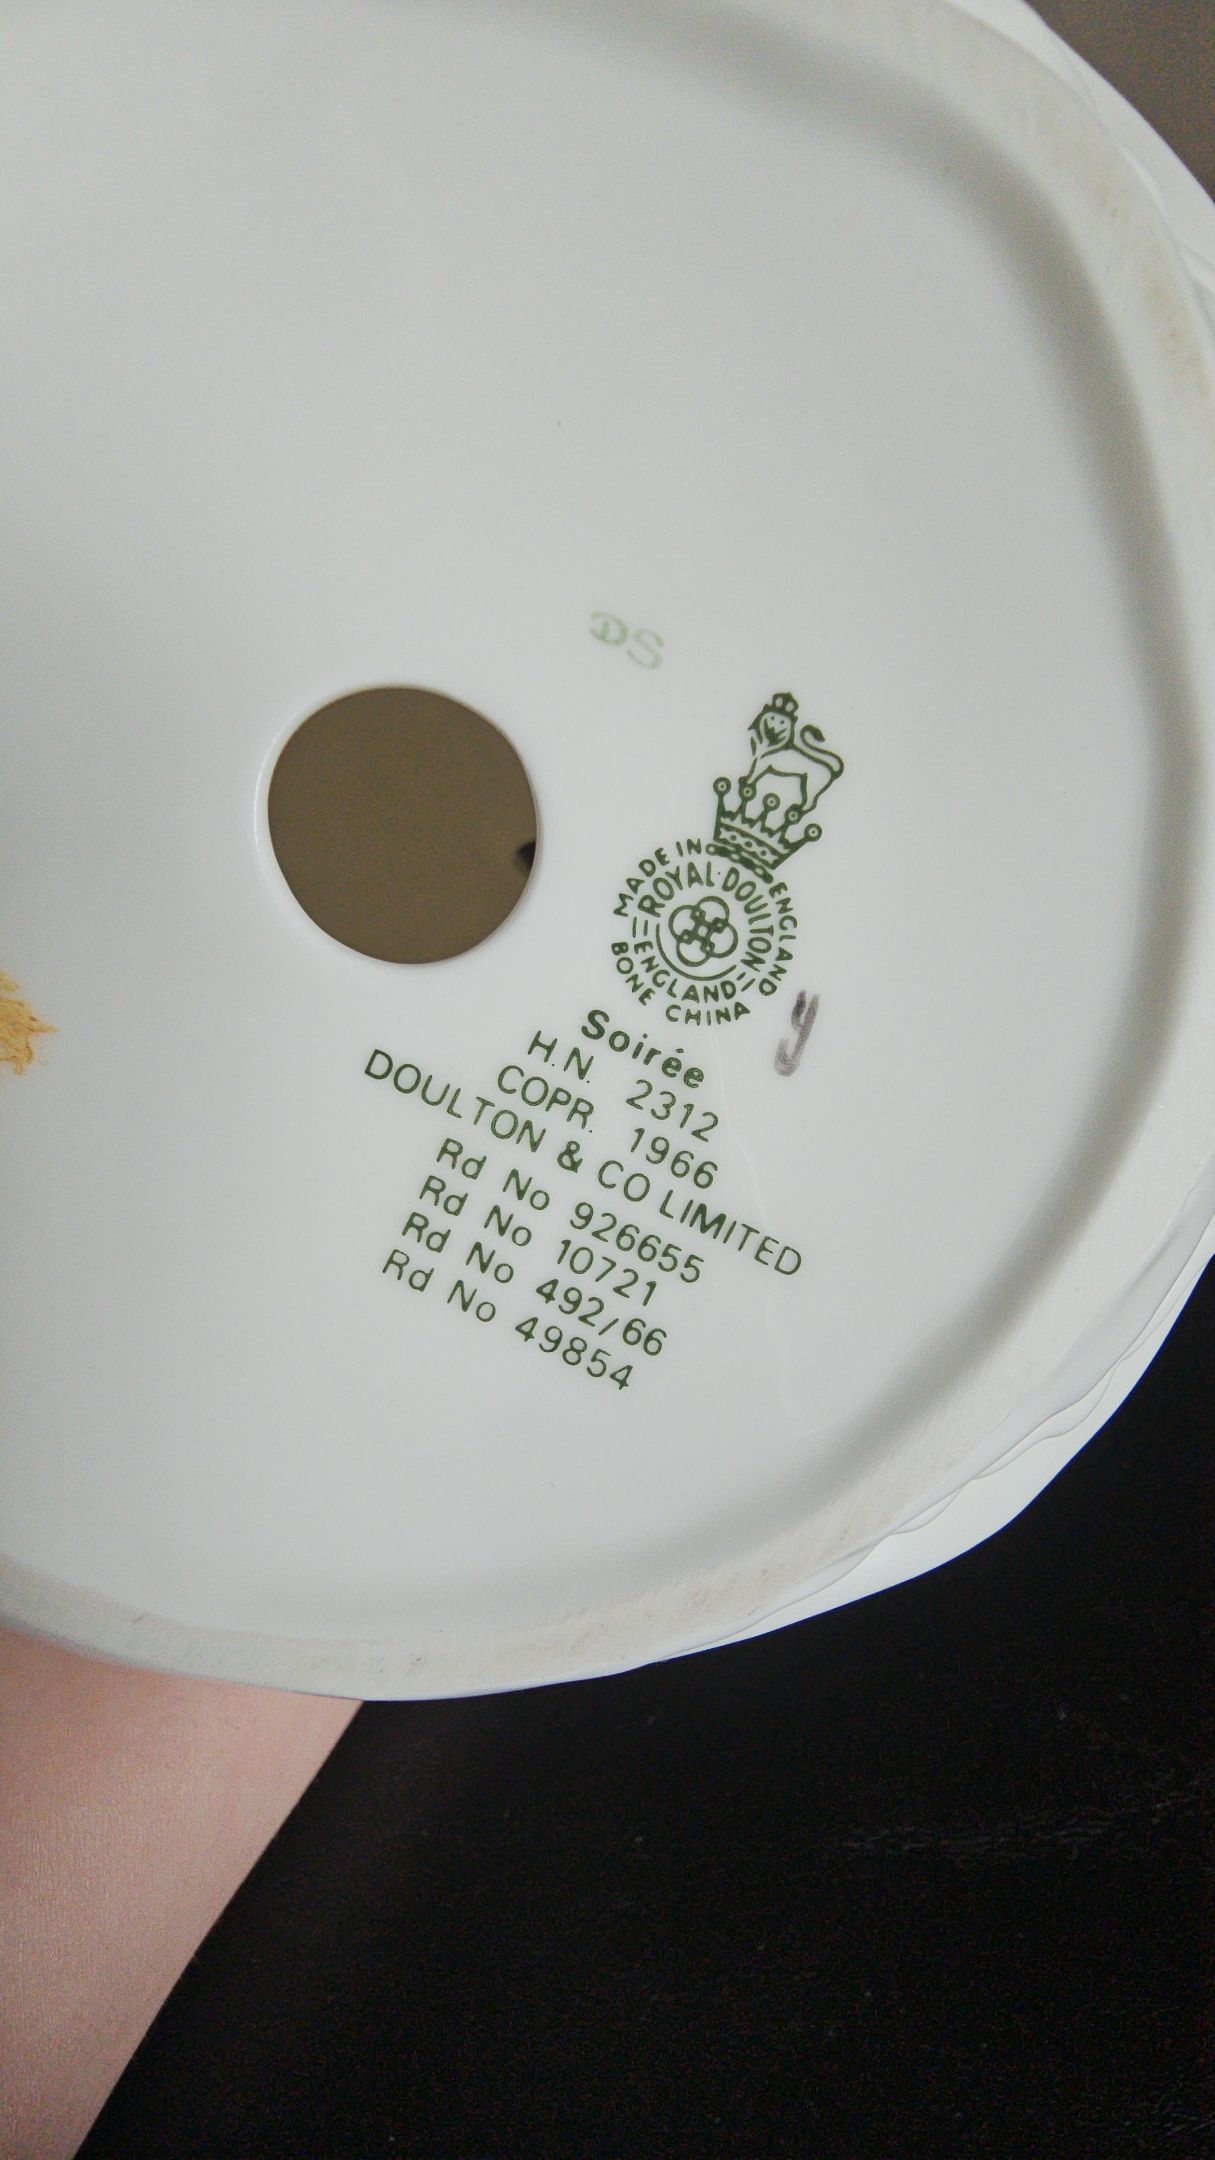 DS
MADE IN ENGLAND
ROYAL·DOULTON
ENGLAND
BONE CHINA
y
Soirée
H.N. 2312
COPR. 1966
DOULTON & CO LIMITED
Rd No 926655
Rd No 10721
Rd No 492/66
Rd No 49854